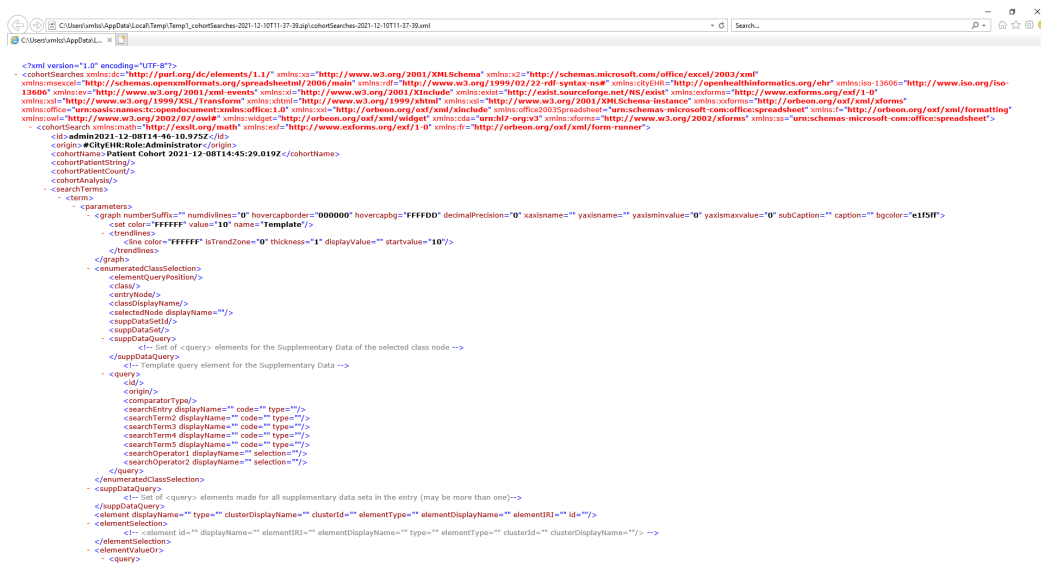 C:\Users\xmlss\AppData\Local\Temp\Temp1_cohortSearches-2021-12-10T11-37-39.zip\cohortSearches-2021-12-10T11-37-39.xml
Search...
C:\Users\xmlss\AppData\L...
<?xml version="1.0" encoding="UTF-8"?>
- <cohortSearches xmlns:dc="http://purl.org/dc/elements/1.1/" xmlns:xs="http://www.w3.org/2001/XMLSchema" xmlns:x2="http://schemas.microsoft.com/office/excel/2003/xml"
xmlns:msexcel="http://schemas.openxmlformats.org/spreadsheetml/2006/main" xmlns:rdf="http://www.w3.org/1999/02/22-rdf-syntax-ns#" xmlns:cityEHR="http://openhealthinformatics.org/ehr" xmlns:iso-13606="http://www.iso.org/iso-
13606" xmlns:ev="http://www.w3.org/2001/xml-events" xmlns:xi="http://www.w3.org/2001/XInclude" xmlns:exist="http://exist.sourceforge.net/NS/exist" xmlns:exforms="http://www.exforms.org/exf/1-0"
xmlns:xsl="http://www.w3.org/1999/XSL/Transform" xmlns:xhtml="http://www.w3.org/1999/xhtml" xmlns:xsi="http://www.w3.org/2001/XMLSchema-instance" xmlns:xxforms="http://orbeon.org/oxf/xml/xforms"
xmlns:office="urn:oasis:names:tc:opendocument:xmlns:office:1.0" xmlns:xxi="http://orbeon.org/oxf/xml/xinclude" xmlns:office2003Spreadsheet="urn:schemas-microsoft-com:office:spreadsheet" xmlns:f="http://orbeon.org/oxf/xml/formatting"
xmlns:owl="http://www.w3.org/2002/07/owl#" xmlns:widget="http://orbeon.org/oxf/xml/widget" xmlns:cda="urn:hl7-org:v3" xmlns:xforms="http://www.w3.org/2002/xforms" xmlns:ss="urn:schemas-microsoft-com:office:spreadsheet">
- <cohortSearch xmlns:math="http://exslt.org/math" xmlns:exf="http://www.exforms.org/exf/1-0" xmlns:fr="http://orbeon.org/oxf/xml/form-runner">
<id>admin2021-12-08T14-46-10.975Z</id>
<origin>#CityEHR:Role:Administrator</origin>
<cohortName>Patient Cohort 2021-12-08T14:45:29.019Z</cohortName>
<cohortPatientString/>
<cohortPatientCount/>
<cohortAnalysis/>
- <searchTerms>
- <term>
- <parameters>
- <graph numberSuffix="" numdivlines="0" hovercapborder="000000" hovercapbg="FFFFDD" decimalPrecision="0" xaxisname="" yaxisname="" yaxisminvalue="0" yaxismaxvalue="0" subCaption="" caption="" bgcolor="e1f5ff">
<set color="FFFFFF" value="10" name="Template"/>
- <trendlines>
<line color="FFFFFF" isTrendZone="0" thickness="1" displayValue="" startvalue="10"/>
</trendlines>
</graph>
- <enumeratedClassSelection>
<elementQueryPosition/>
<class/>
<entryNode/>
<classDisplayName/>
<selectedNode displayName=""/>
<suppDataSetId/>
<suppDataSet/>
- <suppDataQuery>
<!-- Set of <query> elements for the Supplementary Data of the selected class node -->
</suppDataQuery>
<!-- Template query element for the Supplementary Data -->
- <query>
<id/>
<origin/>
<comparatorType/>
<searchEntry displayName="" code="" type=""/>
<searchTerm2 displayName="" code="" type=""/>
<searchTerm3 displayName="" code="" type=""/>
<searchTerm4 displayName="" code="" type=""/>
<searchTerm5 displayName="" code="" type=""/>
<searchOperator1 displayName="" selection=""/>
<searchOperator2 displayName="" selection=""/>
</query>
</enumeratedClassSelection>
- <suppDataQuery>
<!-- Set of <query> elements made for all supplementary data sets in the entry (may be more than one)-->
</suppDataQuery>
<element displayName="" type="" clusterDisplayName="" clusterId="" elementType="" elementDisplayName="" elementIRI="" id=""/>
- <elementSelection>
<!-- <element id="" displayName="" elementIRI="" elementDisplayName="" type="" elementType="" clusterId="" clusterDisplayName=""/> -->
</elementSelection>
- <elementValueOr>
- <query>